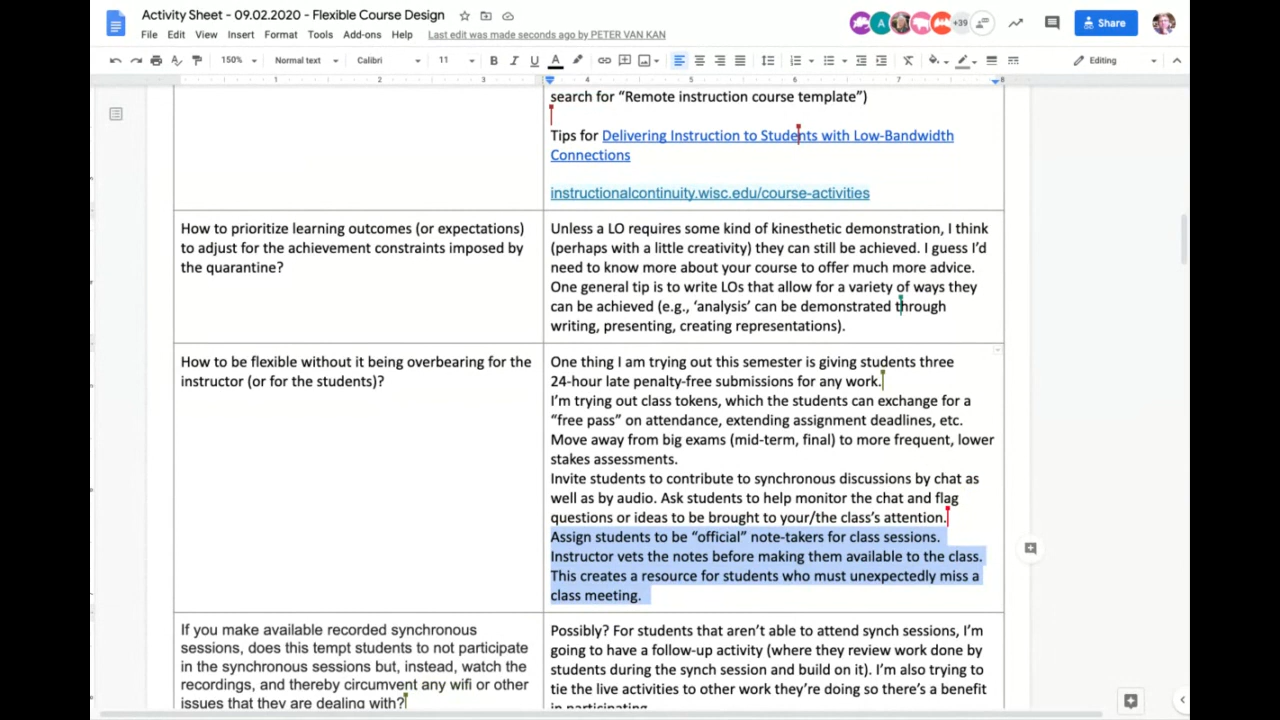 Activity Sheet - 09.02.2020 - Flexible Course Design
A
+39
Share
File Edit View Insert Format Tools Add-ons Help Last edit was made seconds ago by PETER VAN KAN
150% Normal text Calibri 11 B I U A Editing
1 2 3 4 5 6 7 8
search for “Remote instruction course template”)
Tips for Delivering Instruction to Students with Low-Bandwidth
Connections
instructionalcontinuity.wisc.edu/course-activities
How to prioritize learning outcomes (or expectations)
to adjust for the achievement constraints imposed by
the quarantine?
Unless a LO requires some kind of kinesthetic demonstration, I think
(perhaps with a little creativity) they can still be achieved. I guess I’d
need to know more about your course to offer much more advice.
One general tip is to write LOs that allow for a variety of ways they
can be achieved (e.g., ‘analysis’ can be demonstrated through
writing, presenting, creating representations).
How to be flexible without it being overbearing for the
instructor (or for the students)?
One thing I am trying out this semester is giving students three
24-hour late penalty-free submissions for any work.
I’m trying out class tokens, which the students can exchange for a
“free pass” on attendance, extending assignment deadlines, etc.
Move away from big exams (mid-term, final) to more frequent, lower
stakes assessments.
Invite students to contribute to synchronous discussions by chat as
well as by audio. Ask students to help monitor the chat and flag
questions or ideas to be brought to your/the class’s attention.
Assign students to be “official” note-takers for class sessions.
Instructor vets the notes before making them available to the class.
This creates a resource for students who must unexpectedly miss a
class meeting.
If you make available recorded synchronous
sessions, does this tempt students to not participate
in the synchronous sessions but, instead, watch the
recordings, and thereby circumvent any wifi or other
issues that they are dealing with?
Possibly? For students that aren’t able to attend synch sessions, I’m
going to have a follow-up activity (where they review work done by
students during the synch session and build on it). I’m also trying to
tie the live activities to other work they’re doing so there’s a benefit
in participating.